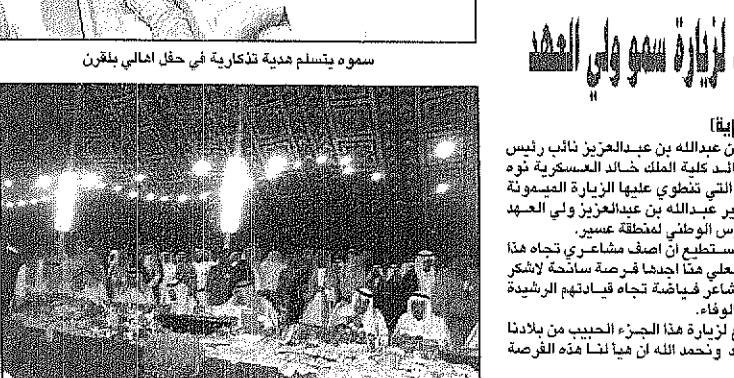 لزيارة سمو ولي العهد
سموه يتسلم هدية تذكارية في حفل اهالي بلقرن
ن عبدالله بن عبدالعزيز نائب رئيس
ائد كلية الملك خالد العسكرية نوه
التي تنطوي عليها الزيارة الميمونة
ير عبدالله بن عبدالعزيز ولي العهد
س الوطني لمنطقة عسير.
ستطيع ان اصف مشاعري تجاه هذا
علي هنا اجدها فرصة سانحة لاشكر
شاعر فياضة تجاه قيادتهم الرشيدة
الوفاء.
لزيارة هذا الجزء الحبيب من بلادنا
د ونحمد الله ان هيأ لنا هذه الفرصة